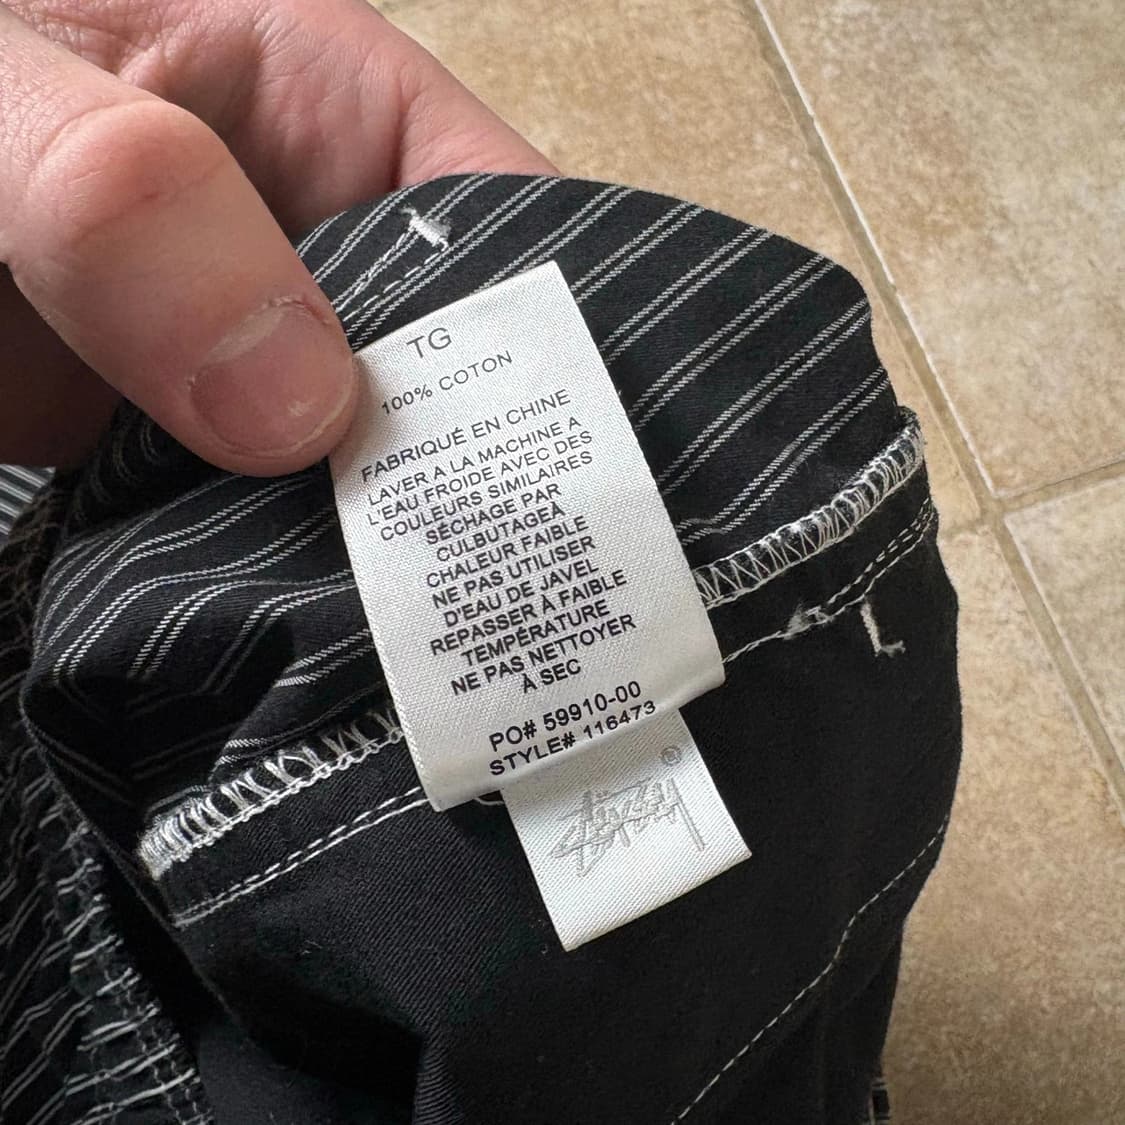 TG
100% COTON
FABRIQUÉ EN CHINE
LAVER A LA MACHINE A
L'EAU FROIDE AVEC DES
COULEURS SIMILAIRES
SÉCHAGE PAR
CULBUTAGEÀ
CHALEUR FAIBLE
NE PAS UTILISER
D'EAU DE JAVEL
REPASSER À FAIBLE
TEMPÉRATURE
NE PAS NETTOYER
À SEC
PO# 59910-00
STYLE# 116473
Stüssy®